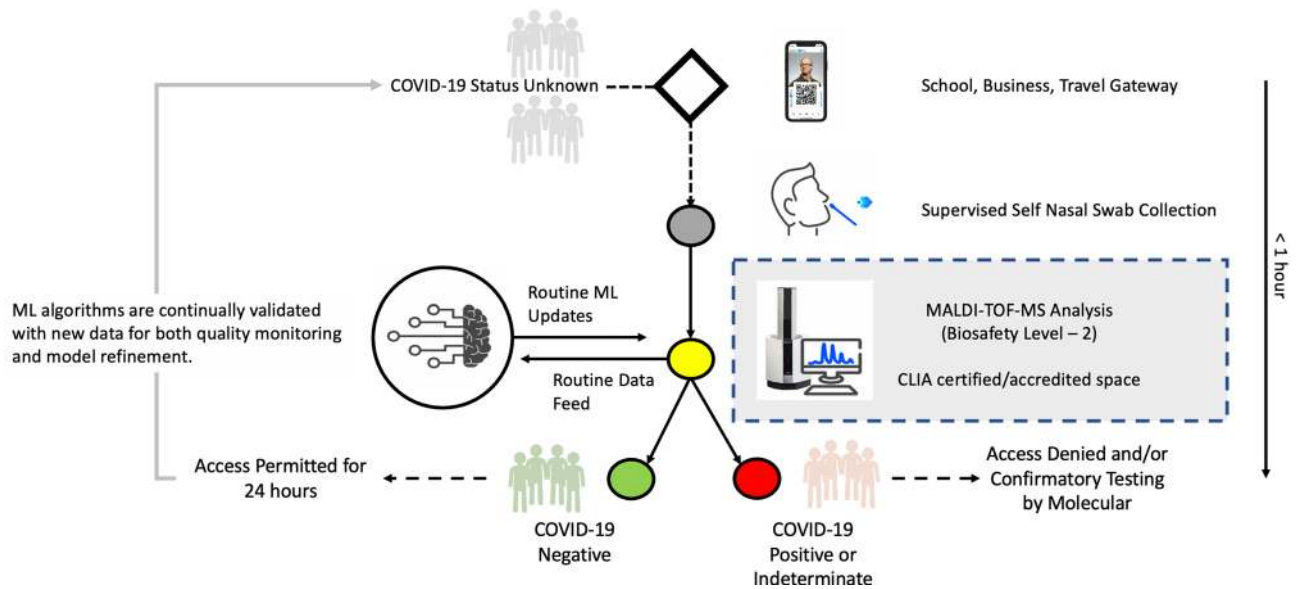 COVID-19 Status Unknown
School, Business, Travel Gateway
Supervised Self Nasal Swab Collection
< 1 hour
ML algorithms are continually validated
with new data for both quality monitoring
and model refinement.
Routine ML
Updates
Routine Data
Feed
MALDI-TOF-MS Analysis
(Biosafety Level – 2)
CLIA certified/accredited space
Access Permitted for
24 hours
COVID-19
Negative
COVID-19
Positive or
Indeterminate
Access Denied and/or
Confirmatory Testing
by Molecular